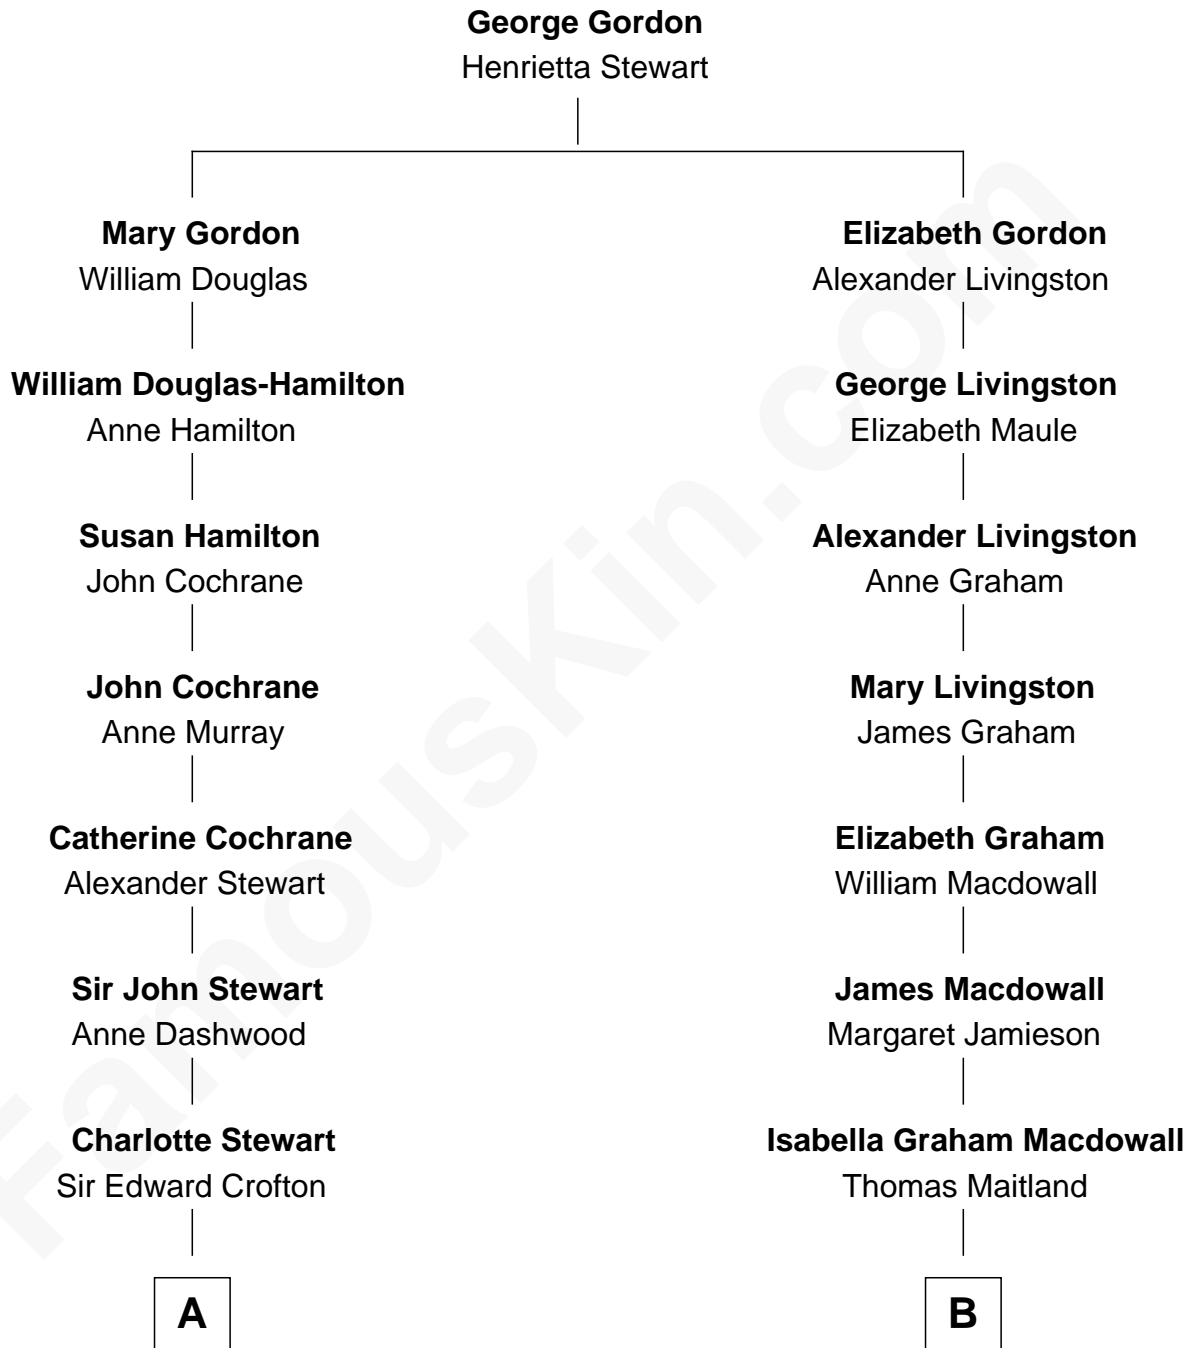 George Gordon
Henrietta Stewart
Mary Gordon
William Douglas
Elizabeth Gordon
Alexander Livingston
William Douglas-Hamilton
Anne Hamilton
George Livingston
Elizabeth Maule
Susan Hamilton
John Cochrane
Alexander Livingston
Anne Graham
John Cochrane
Anne Murray
Mary Livingston
James Graham
Catherine Cochrane
Alexander Stewart
Elizabeth Graham
William Macdowall
Sir John Stewart
Anne Dashwood
James Macdowall
Margaret Jamieson
Charlotte Stewart
Sir Edward Crofton
Isabella Graham Macdowall
Thomas Maitland
A
B
FamousKin.com